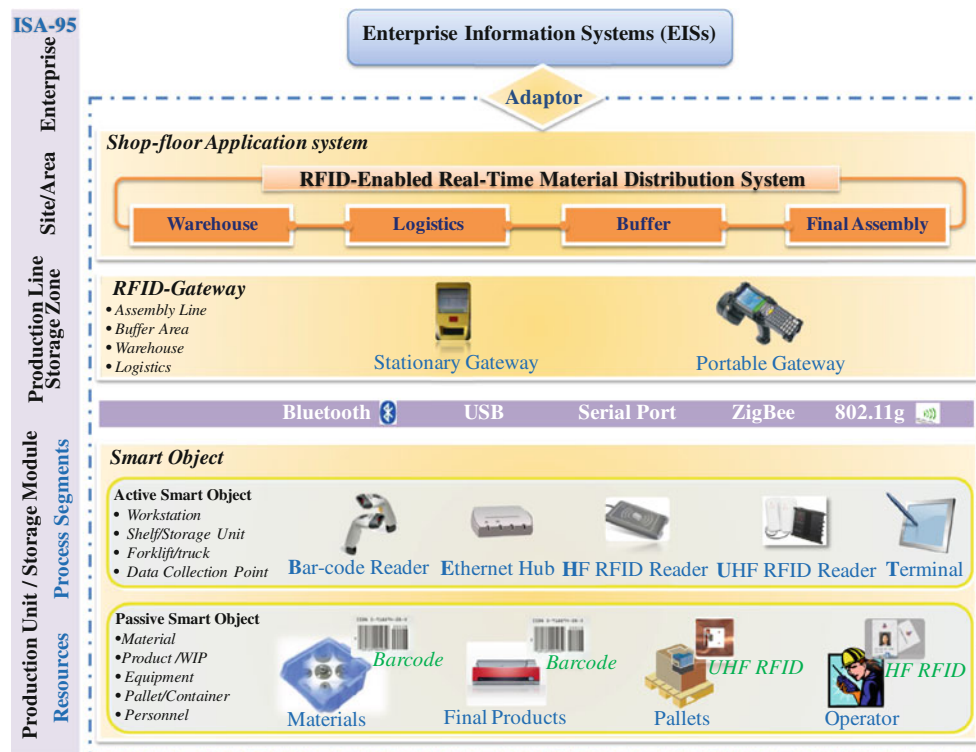 ISA-95
Enterprise
Site/Area
Production Line
Storage Zone
Production Unit / Storage Module
Process Segments
Resources
Enterprise Information Systems (EISs)
Adaptor
Shop-floor Application system
RFID-Enabled Real-Time Material Distribution System
Warehouse
Logistics
Buffer
Final Assembly
RFID-Gateway
• Assembly Line
• Buffer Area
• Warehouse
• Logistics
Stationary Gateway
Portable Gateway
Bluetooth
USB
Serial Port
ZigBee
802.11g
Smart Object
Active Smart Object
• Workstation
• Shelf/Storage Unit
• Forklift/truck
• Data Collection Point
Bar-code Reader
Ethernet Hub
HF RFID Reader
UHF RFID Reader
Terminal
Passive Smart Object
•Material
•Product /WIP
•Equipment
•Pallet/Container
•Personnel
Barcode
Materials
Barcode
Final Products
UHF RFID
Pallets
HF RFID
Operator